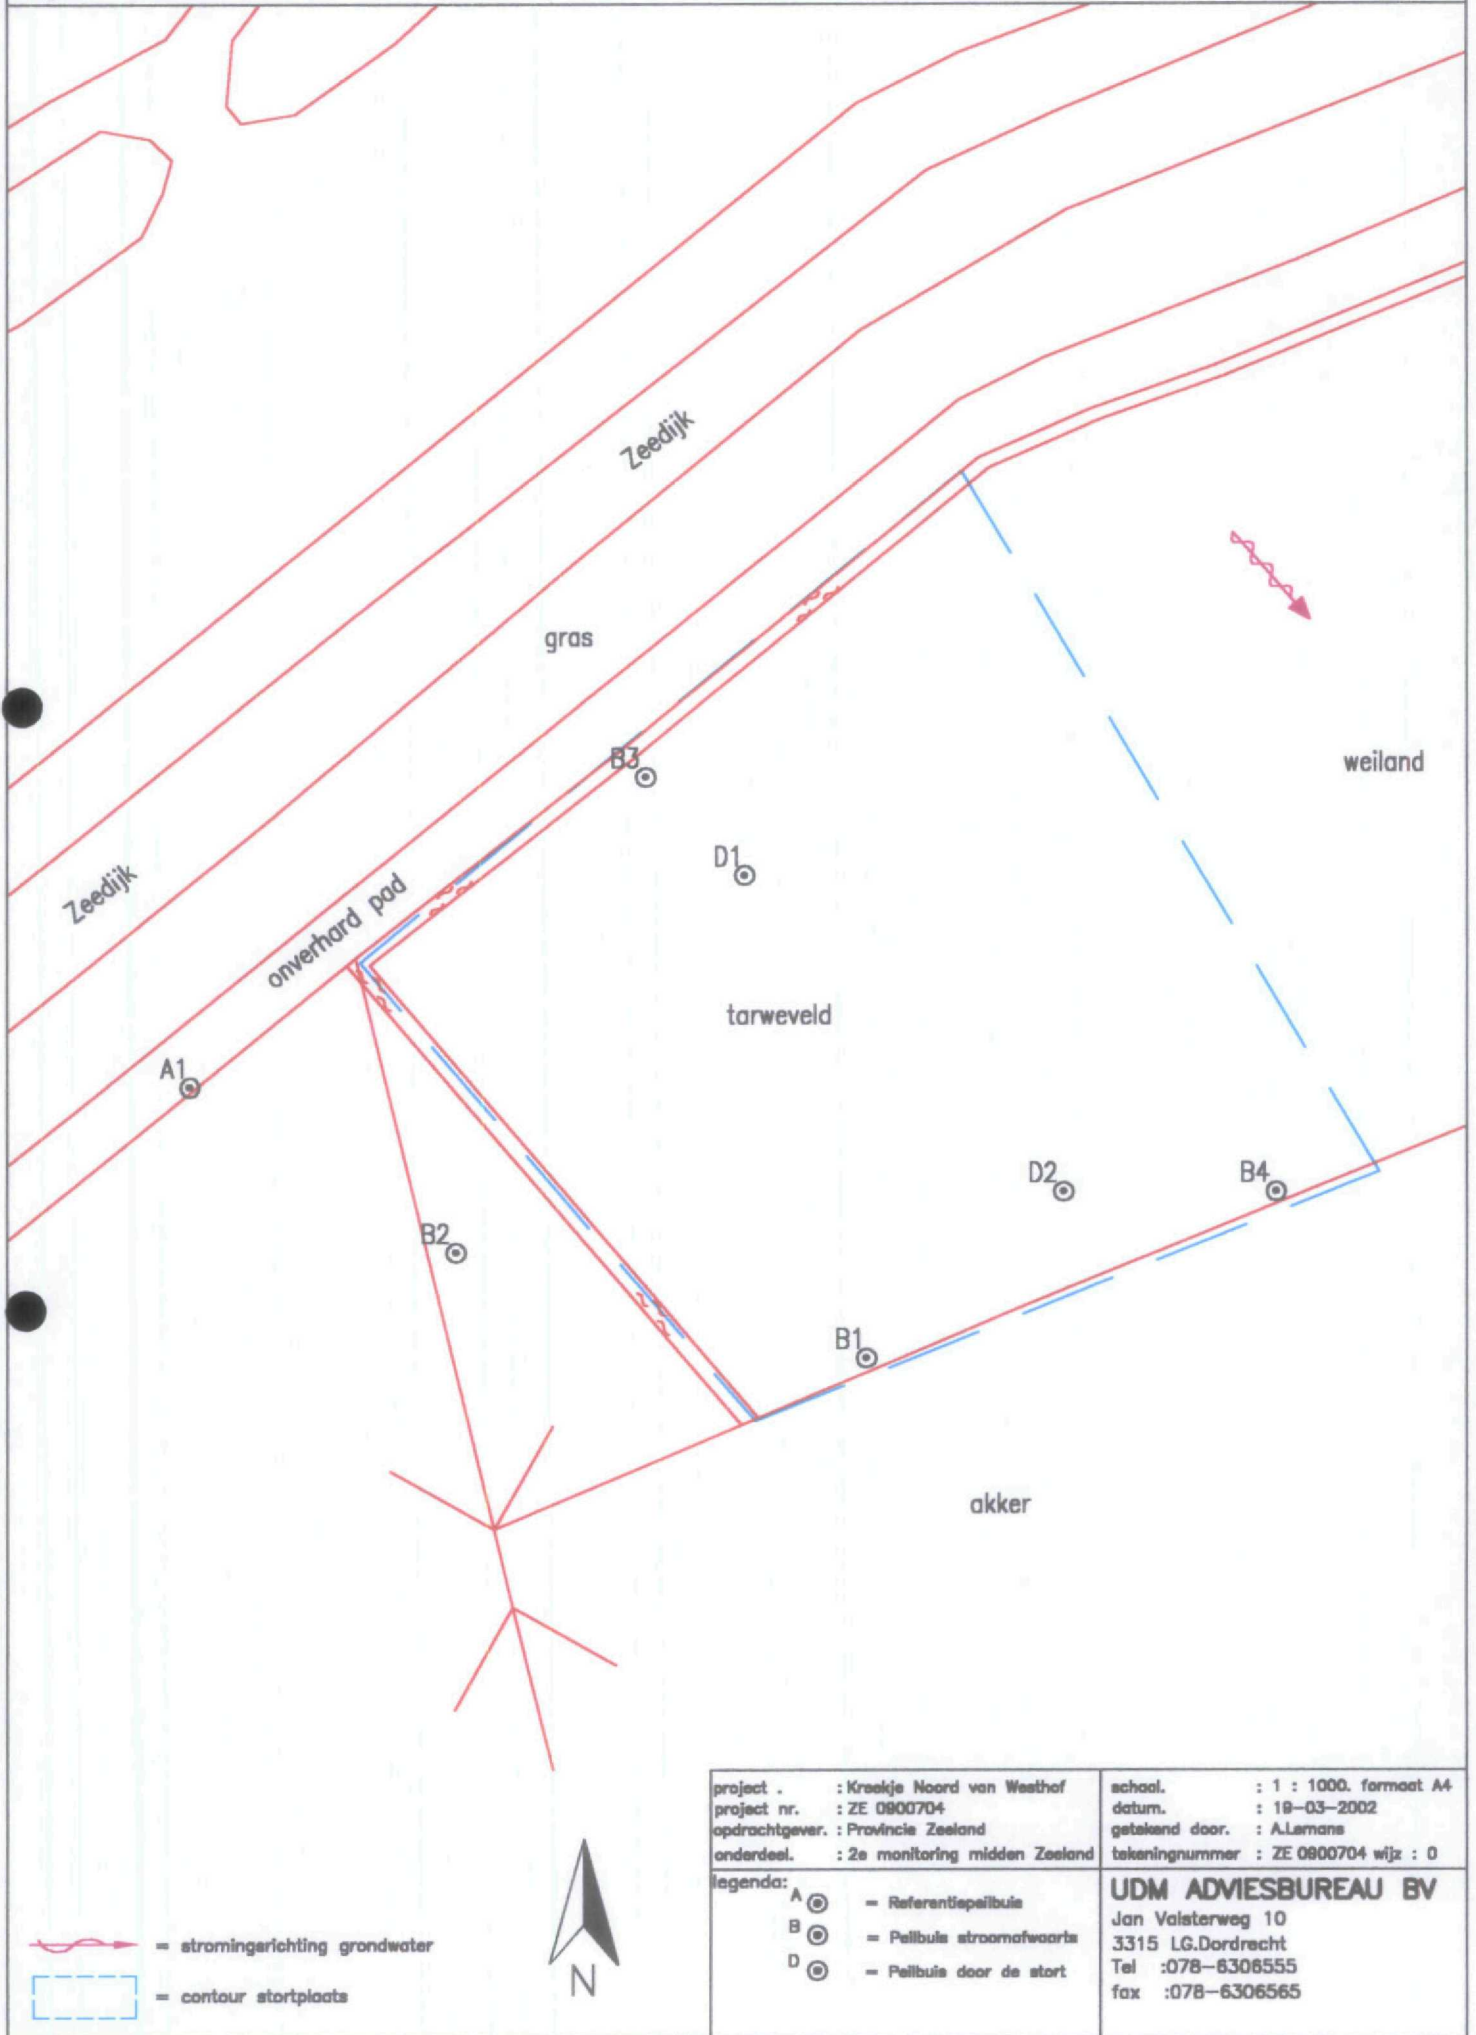 Zeedijk
gras
B3
weiland
D1
Zeedijk
onverhard pad
tarweveld
A1
D2
B4
B2
B1
akker
project . : Kreekje Noord van Westhof
project nr. : ZE 0900704
opdrachtgever. : Provincie Zeeland
onderdeel. : 2e monitoring midden Zeeland
schaal. : 1 : 1000. formaat A4
datum. : 19-03-2002
getekend door. : A.Lemans
tekeningnummer : ZE 0900704 wijz : 0
legenda:
A = Referentiepeilbuis
B = Peilbuis stroomafwaarts
D = Peilbuis door de stort
UDM ADVIESBUREAU BV
Jan Valsterweg 10
3315 LG.Dordrecht
Tel :078-6306555
fax :078-6306565
= stromingsrichting grondwater
= contour stortplaats
N